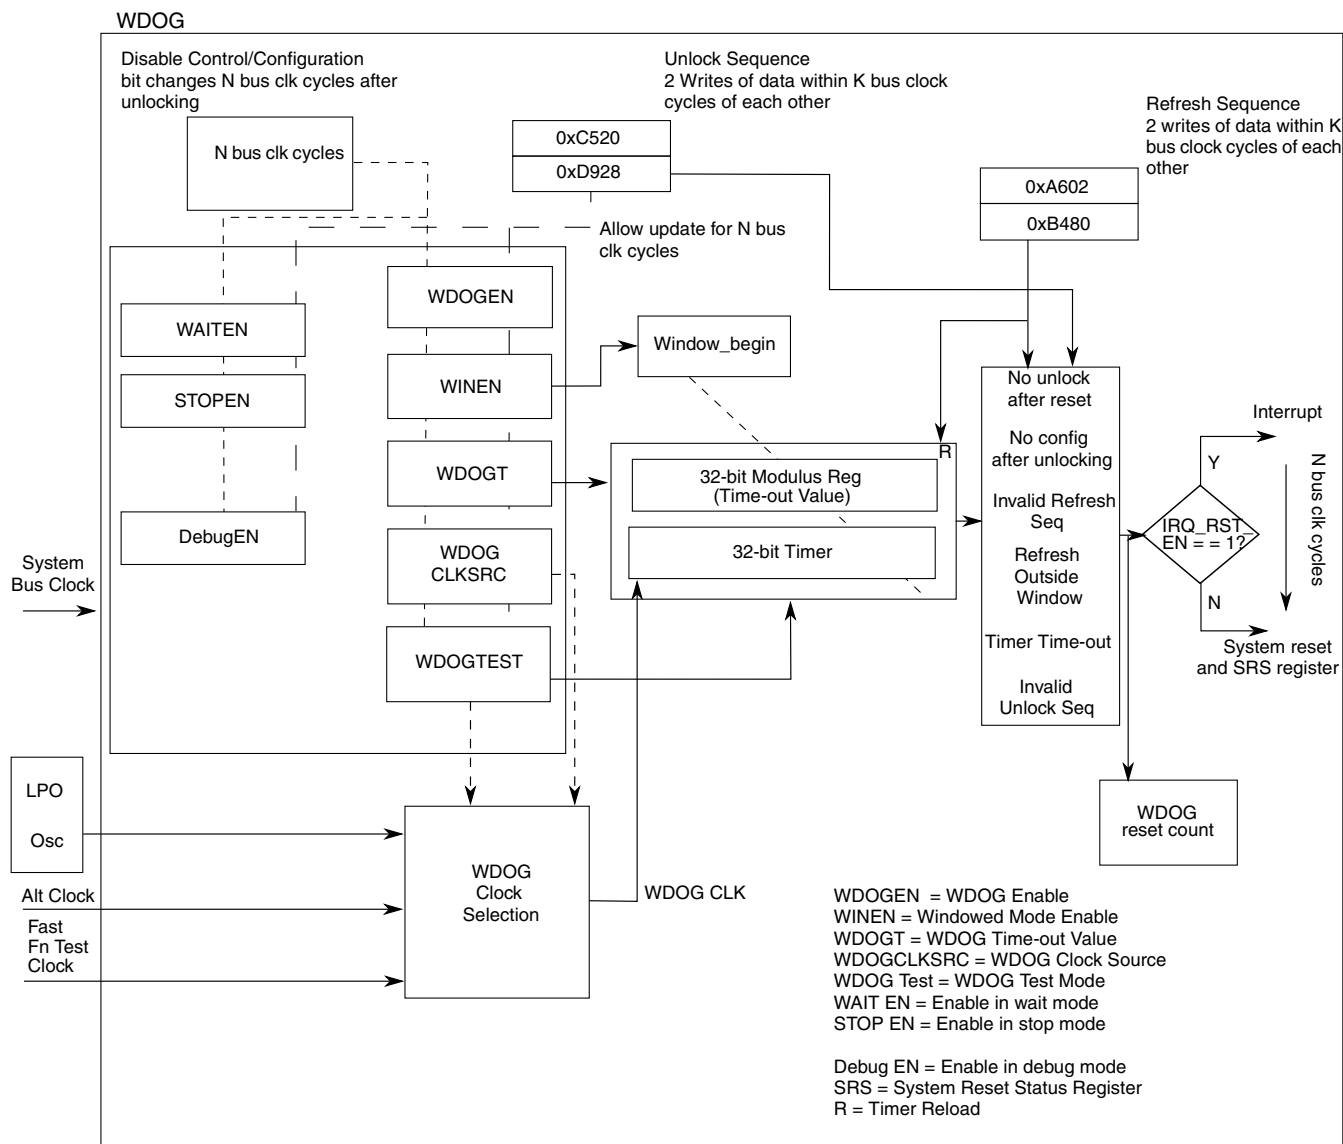 WDOG
Disable Control/Configuration
bit changes N bus clk cycles after
unlocking
N bus clk cycles
Unlock Sequence
2 Writes of data within K bus clock
cycles of each other
0xC520
0xD928
Refresh Sequence
2 writes of data within K
bus clock cycles of each
other
0xA602
0xB480
Allow update for N bus
clk cycles
WAITEN
STOPEN
DebugEN
WDOGEN
WINEN
WDOGT
WDOG
CLKSRC
WDOGTEST
Window_begin
R
32-bit Modulus Reg
(Time-out Value)
32-bit Timer
No unlock
after reset
No config
after unlocking
Invalid Refresh
Seq
Refresh
Outside
Window
Timer Time-out
Invalid
Unlock Seq
Interrupt
Y
IRQ_RST_
EN = = 1?
N
N bus clk cycles
System reset
and SRS register
System
Bus Clock
LPO
Osc
Alt Clock
Fast
Fn Test
Clock
WDOG
Clock
Selection
WDOG CLK
WDOG
reset count
WDOGEN = WDOG Enable
WINEN = Windowed Mode Enable
WDOGT = WDOG Time-out Value
WDOGCLKSRC = WDOG Clock Source
WDOG Test = WDOG Test Mode
WAIT EN = Enable in wait mode
STOP EN = Enable in stop mode
Debug EN = Enable in debug mode
SRS = System Reset Status Register
R = Timer Reload